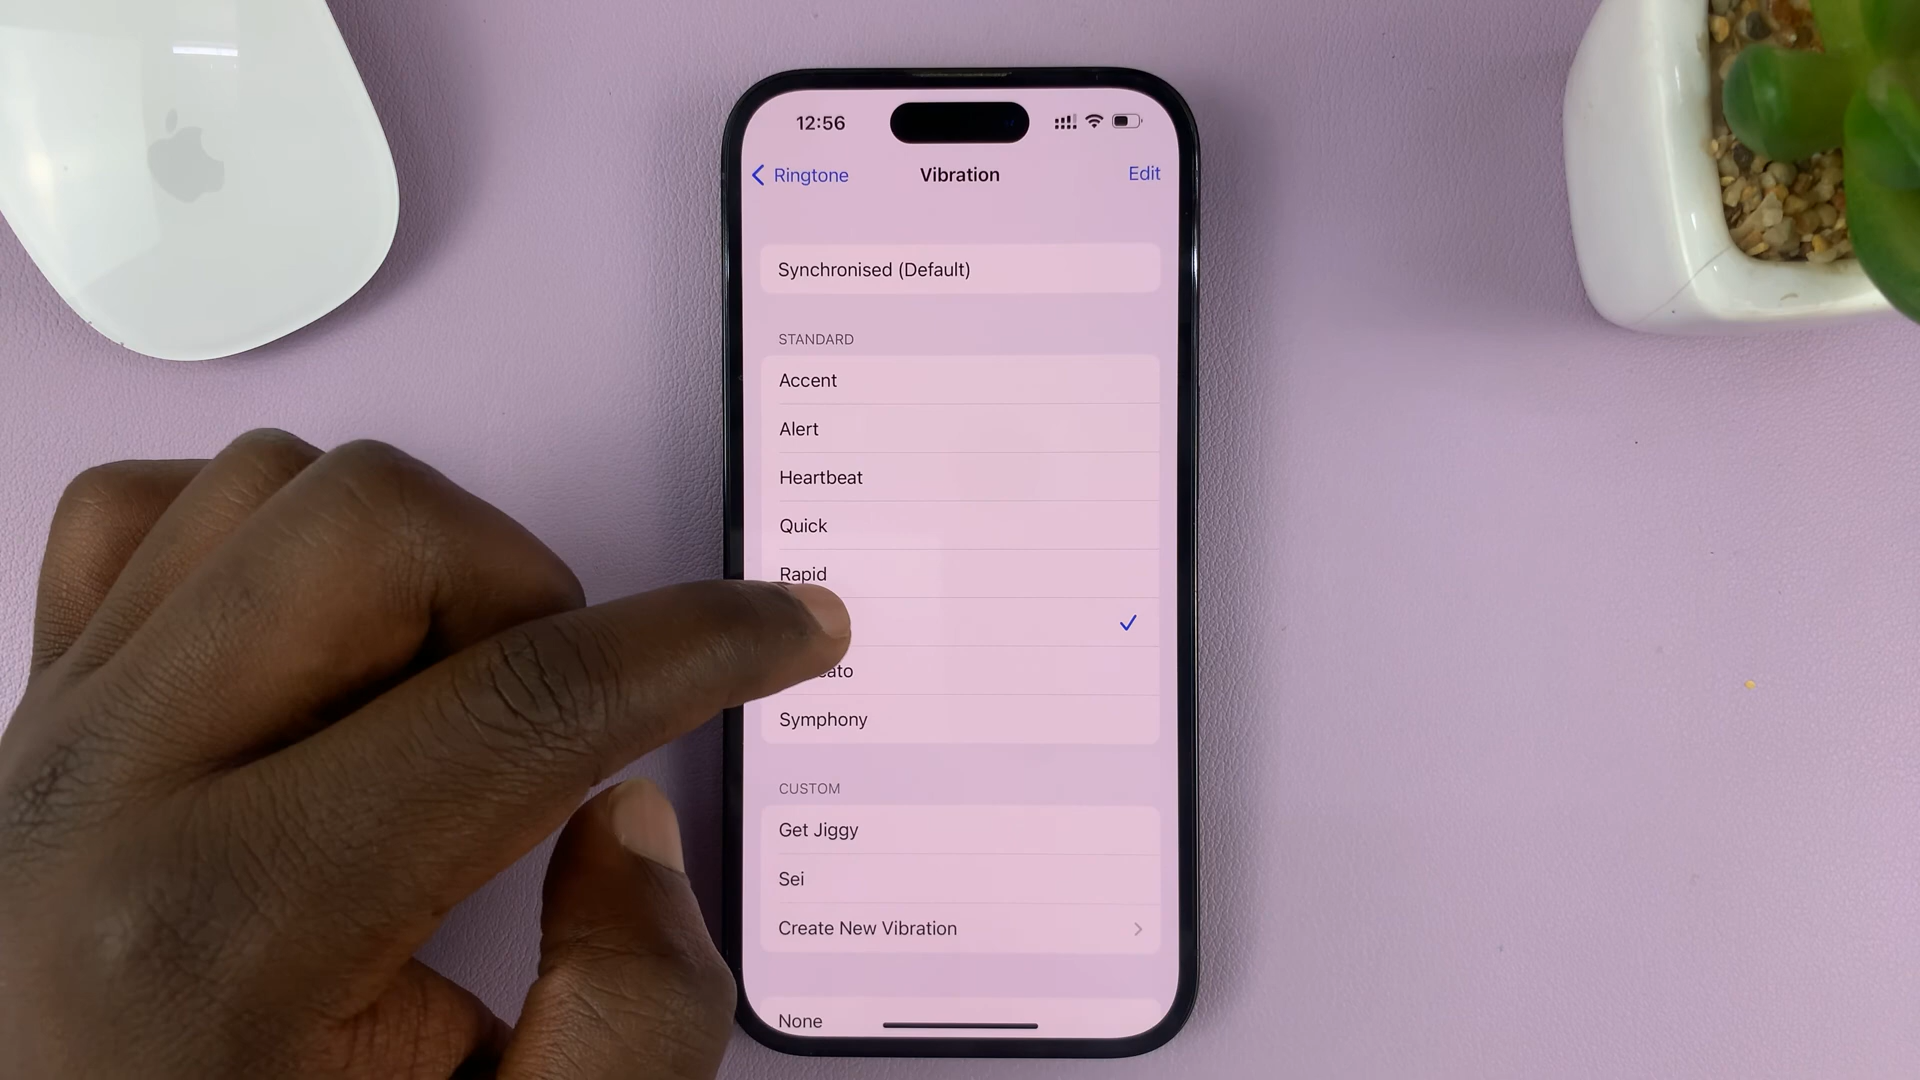 12:56
Ringtone Vibration Edit
Synchronised (Default)
STANDARD
Accent
Alert
Heartbeat
Quick
Rapid
Symphony
CUSTOM
Get Jiggy
Sei
Create New Vibration
None